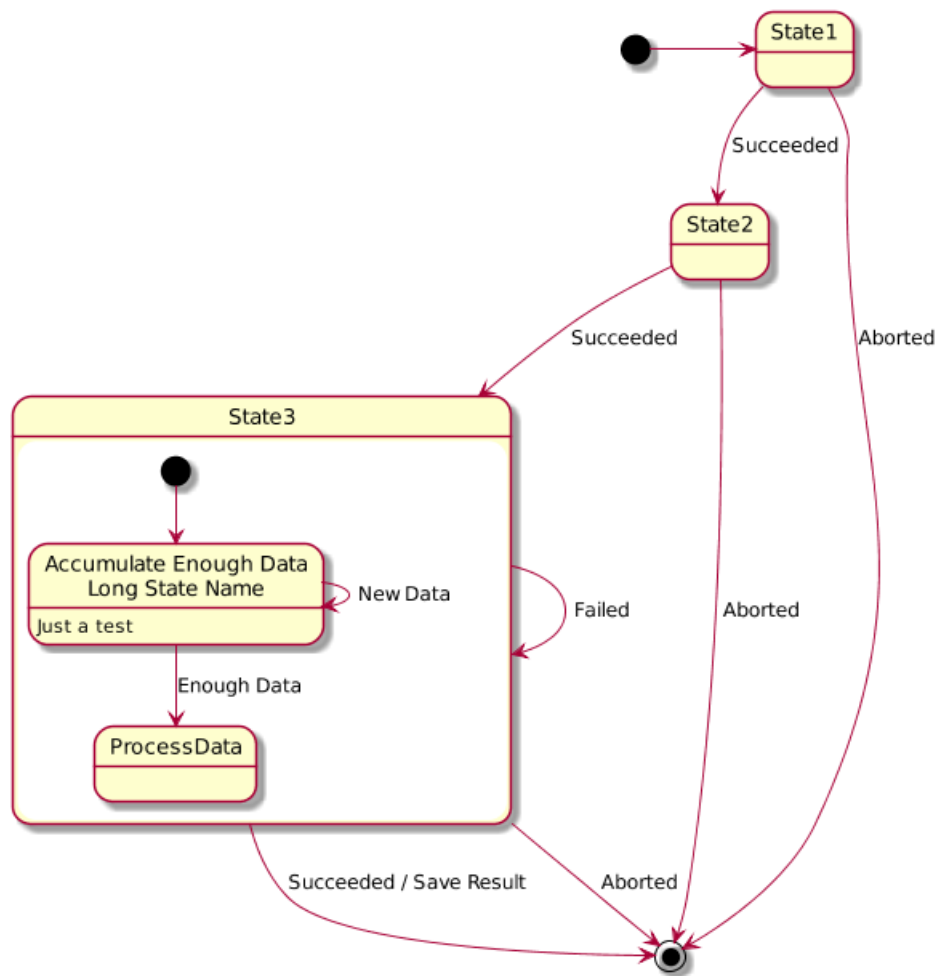 State1
Succeeded
State2
Succeeded
Aborted
State3
Accumulate Enough Data
Long State Name
Just a test
New Data
Failed
Aborted
Enough Data
ProcessData
Succeeded / Save Result
Aborted